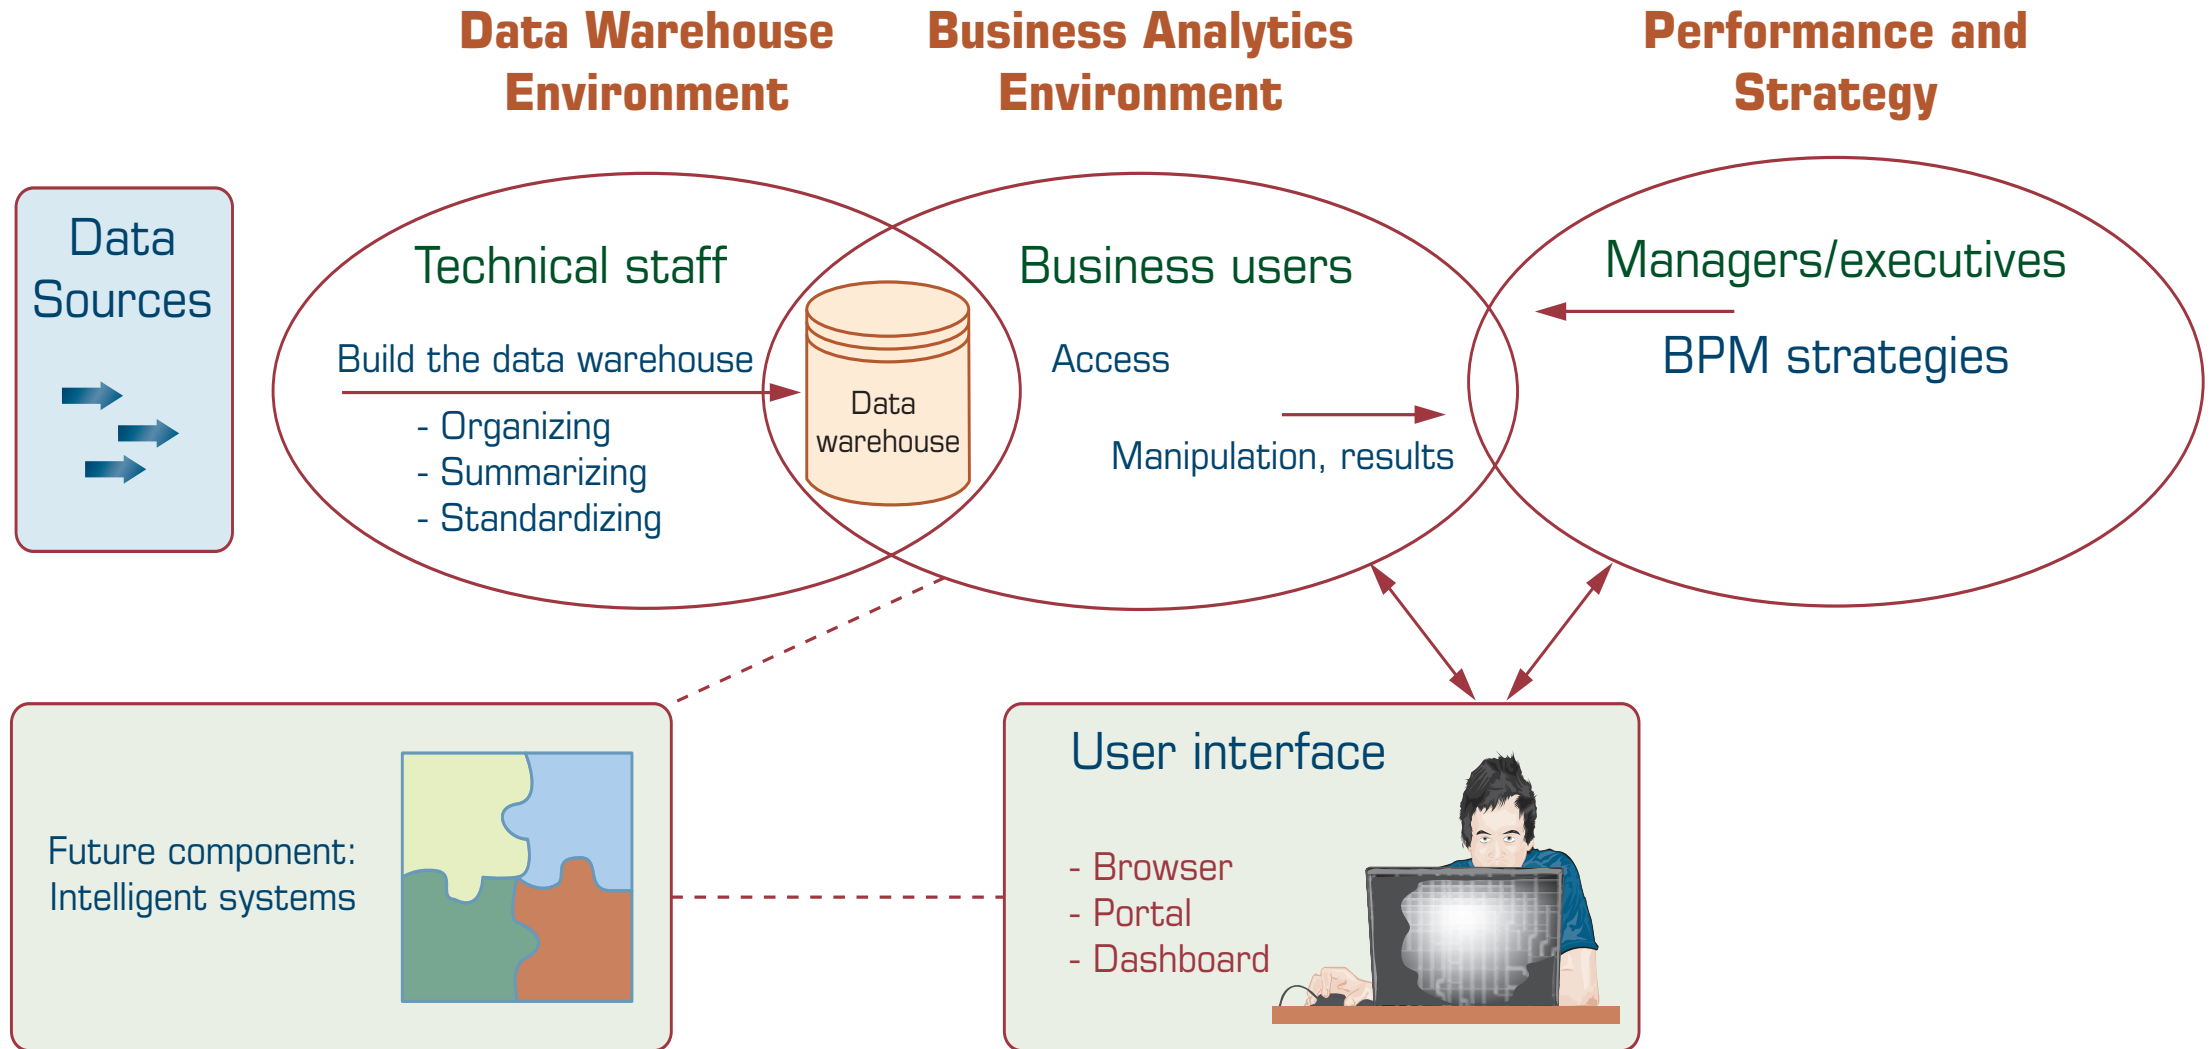 Data Warehouse
Environment
Business Analytics
Environment
Performance and
Strategy
Data
Sources
Technical staff
Build the data warehouse
- Organizing
- Summarizing
- Standardizing
Data
warehouse
Business users
Access
Manipulation, results
Managers/executives
BPM strategies
Future component:
Intelligent systems
User interface
- Browser
- Portal
- Dashboard